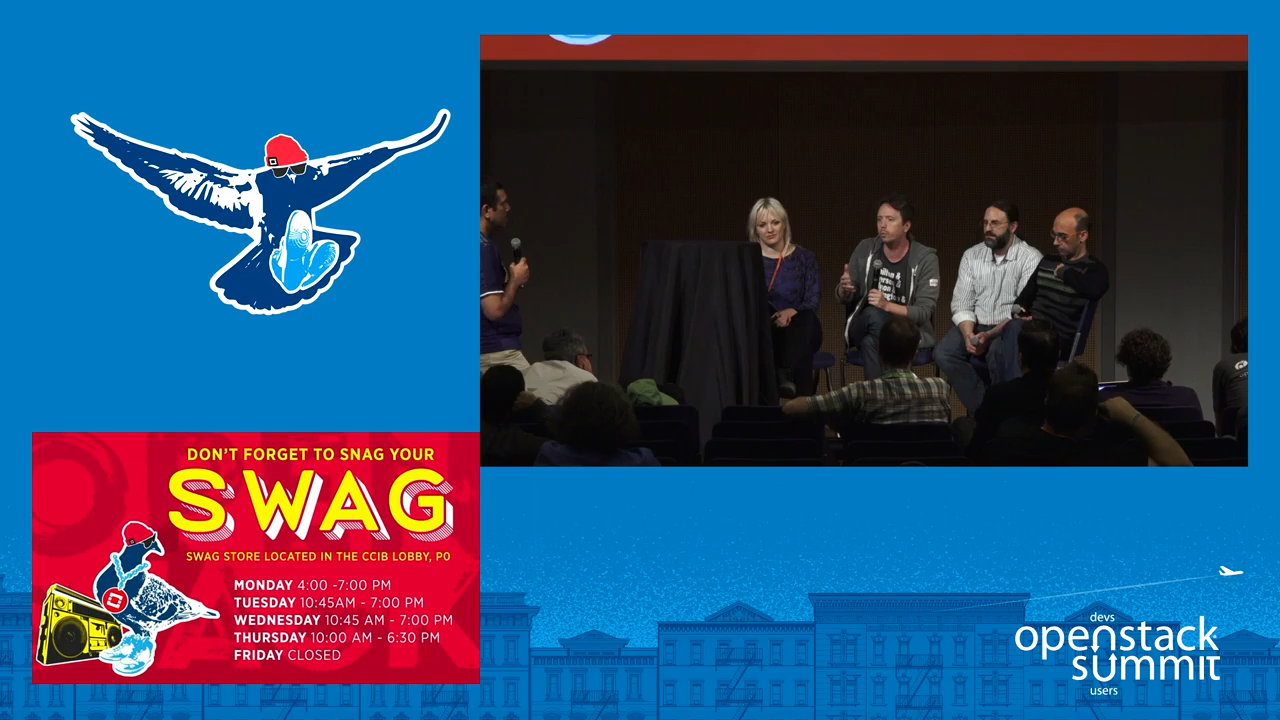 DON'T FORGET TO SNAG YOUR
SWAG
SWAG STORE LOCATED IN THE CCIB LOBBY, P0
MONDAY 4:00 -7:00 PM
TUESDAY 10:45AM - 7:00 PM
WEDNESDAY 10:45 AM - 7:00 PM
THURSDAY 10:00 AM - 6:30 PM
FRIDAY CLOSED
devs
openstack
summit
users